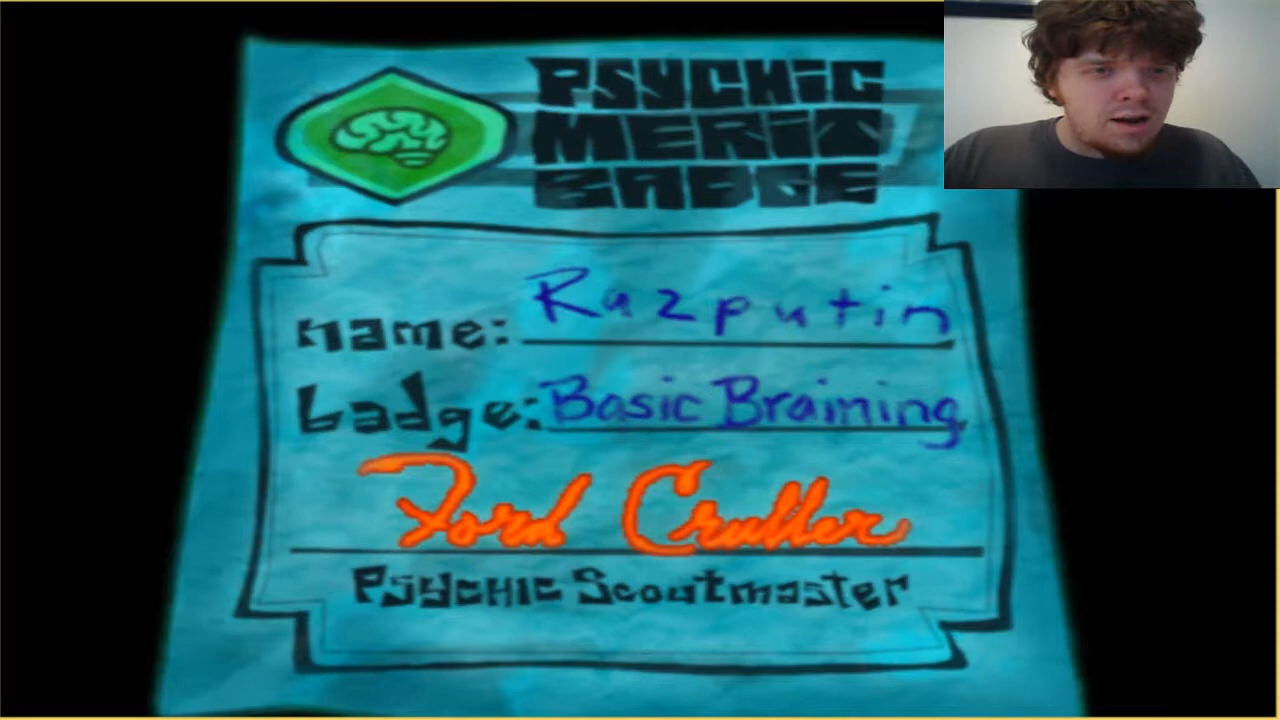 PSYCHIC
MERIT
BADGE
name: Razputin
badge: Basic Braining
Ford Cruller
Psychic Scoutmaster